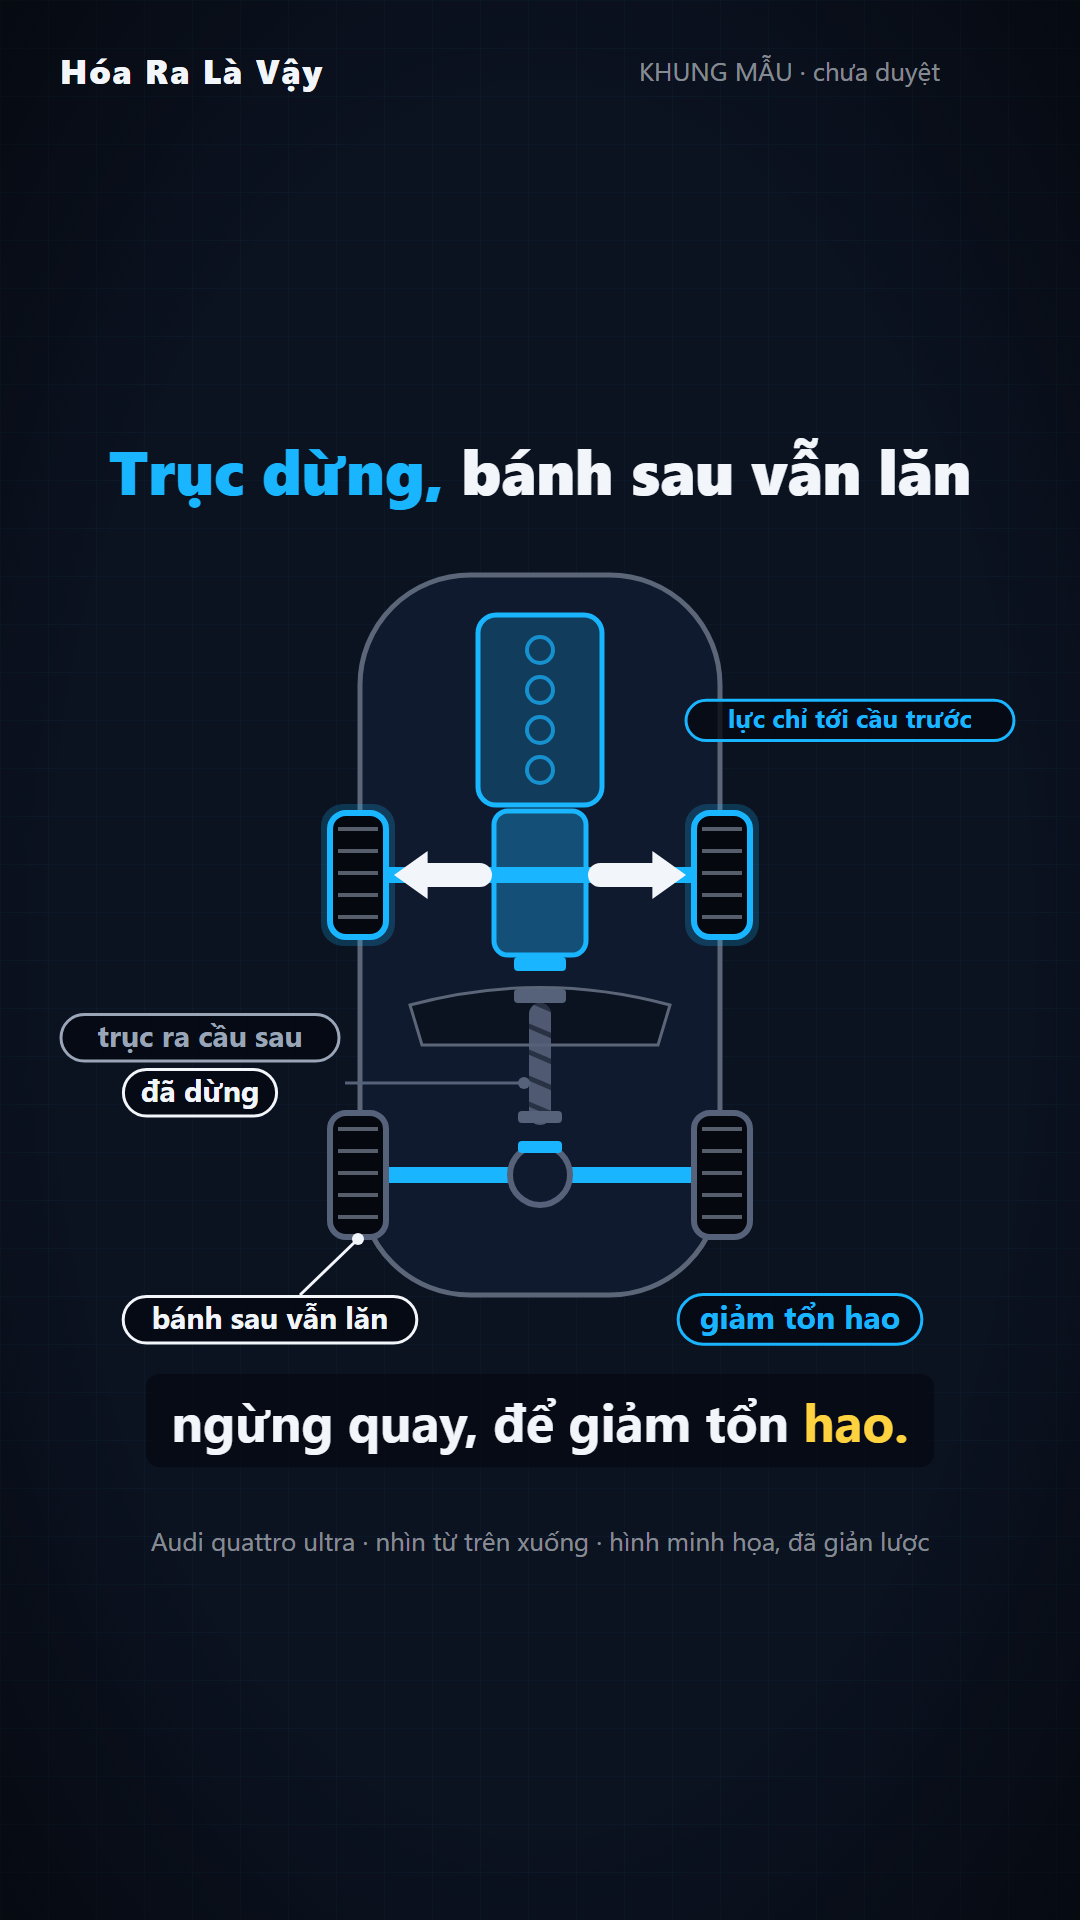 Hóa Ra Là Vậy
KHUNG MẪU · chưa duyệt
Trục dừng, bánh sau vẫn lăn
lực chỉ tới cầu trước
trục ra cầu sau
đã dừng
bánh sau vẫn lăn
giảm tổn hao
ngừng quay, để giảm tổn hao.
Audi quattro ultra · nhìn từ trên xuống · hình minh họa, đã giản lược